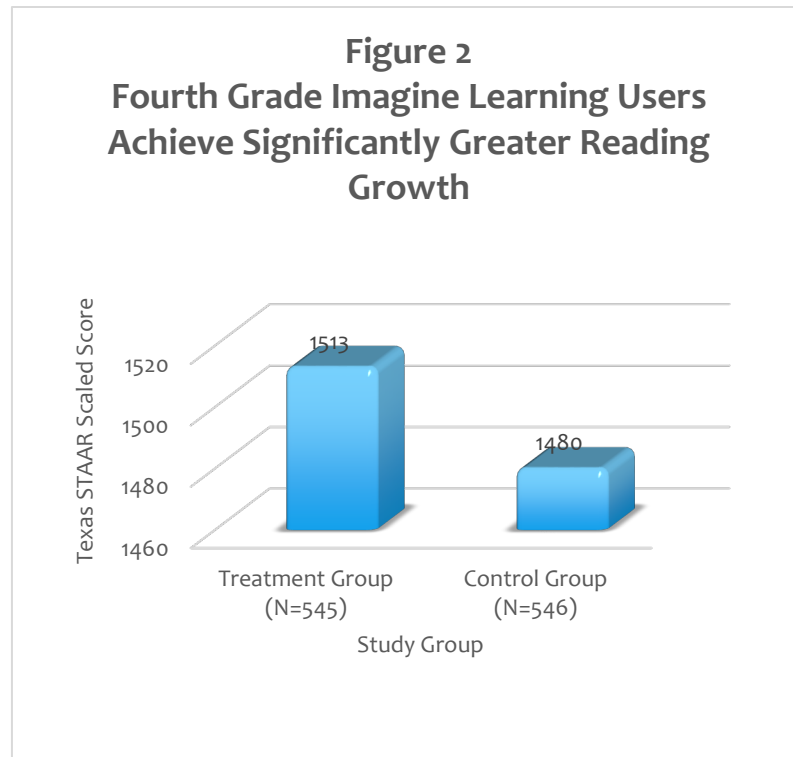 Figure 2
Fourth Grade Imagine Learning Users
Achieve Significantly Greater Reading
Growth
Texas STAAR Scaled Score
1520
1500
1480
1460
1513
1480
Treatment Group
(N=545)
Control Group
(N=546)
Study Group